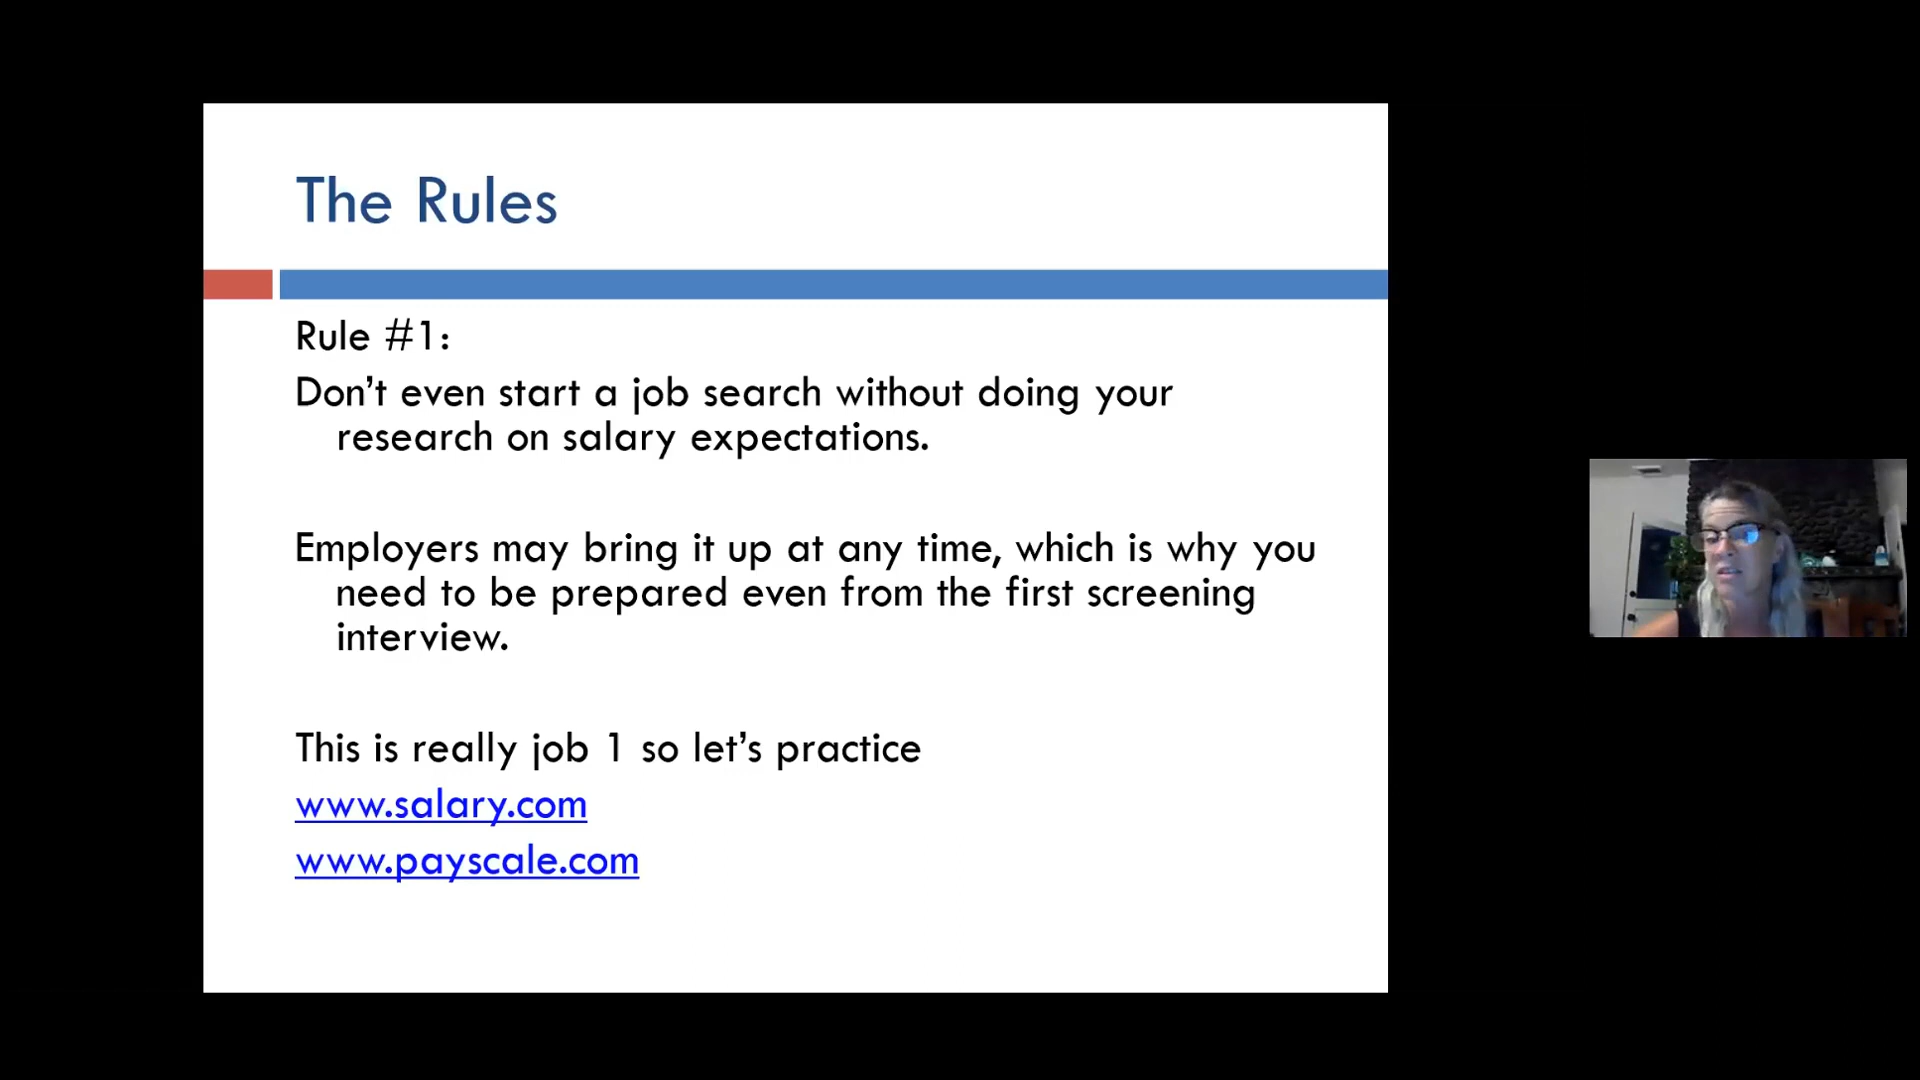 The Rules
Rule #1:
Don’t even start a job search without doing your
research on salary expectations.
Employers may bring it up at any time, which is why you
need to be prepared even from the first screening
interview.
This is really job 1 so let’s practice
www.salary.com
www.payscale.com